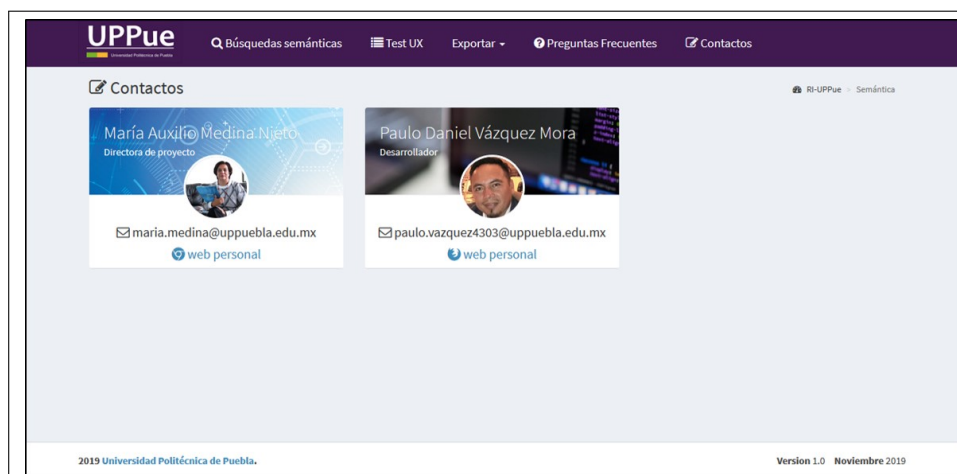 UPPue
Universidad Politécnica de Puebla
Búsquedas semánticas Test UX Exportar Preguntas Frecuentes Contactos
Contactos
RI-UPPue > Semántica
María Auxilio Medina Nieto
Directora de proyecto
maria.medina@uppuebla.edu.mx
web personal
Paulo Daniel Vázquez Mora
Desarrollador
paulo.vazquez4303@uppuebla.edu.mx
web personal
2019 Universidad Politécnica de Puebla.
Version 1.0 Noviembre 2019